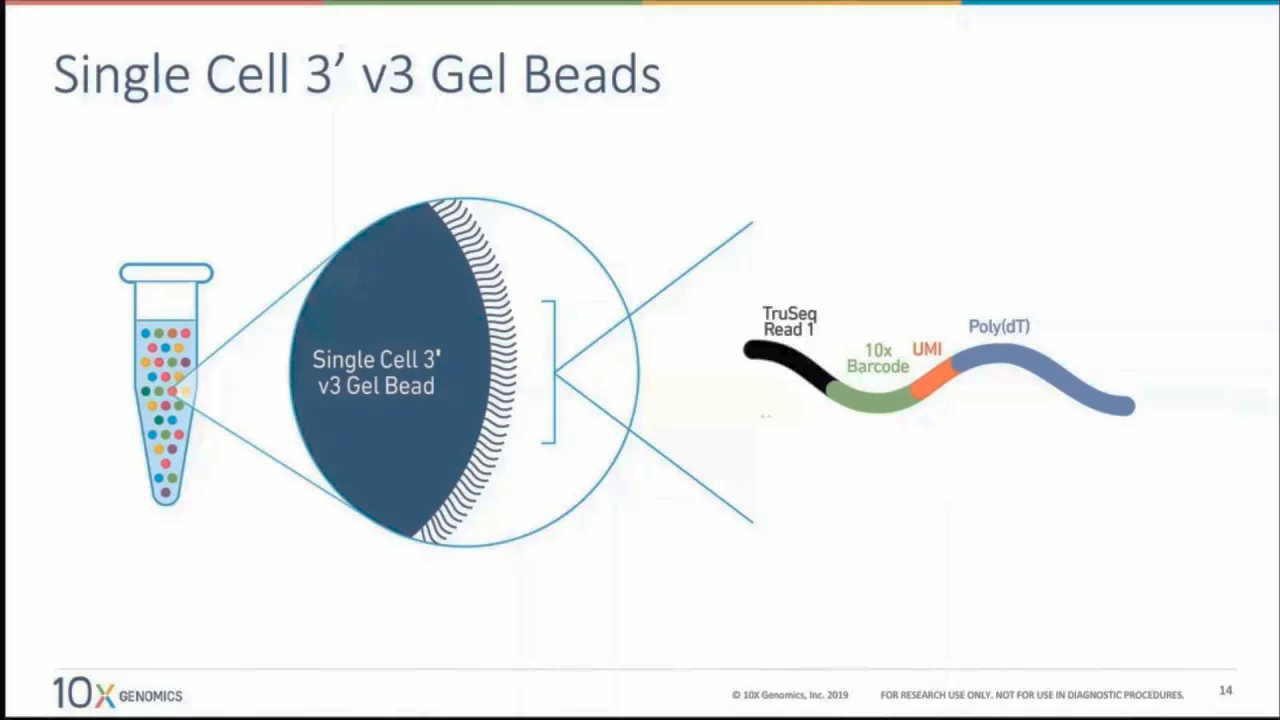 Single Cell 3’ v3 Gel Beads
Single Cell 3'
v3 Gel Bead
TruSeq
Read 1
10x
Barcode
UMI
Poly(dT)
10X GENOMICS
© 10X Genomics, Inc. 2019
FOR RESEARCH USE ONLY. NOT FOR USE IN DIAGNOSTIC PROCEDURES.
14